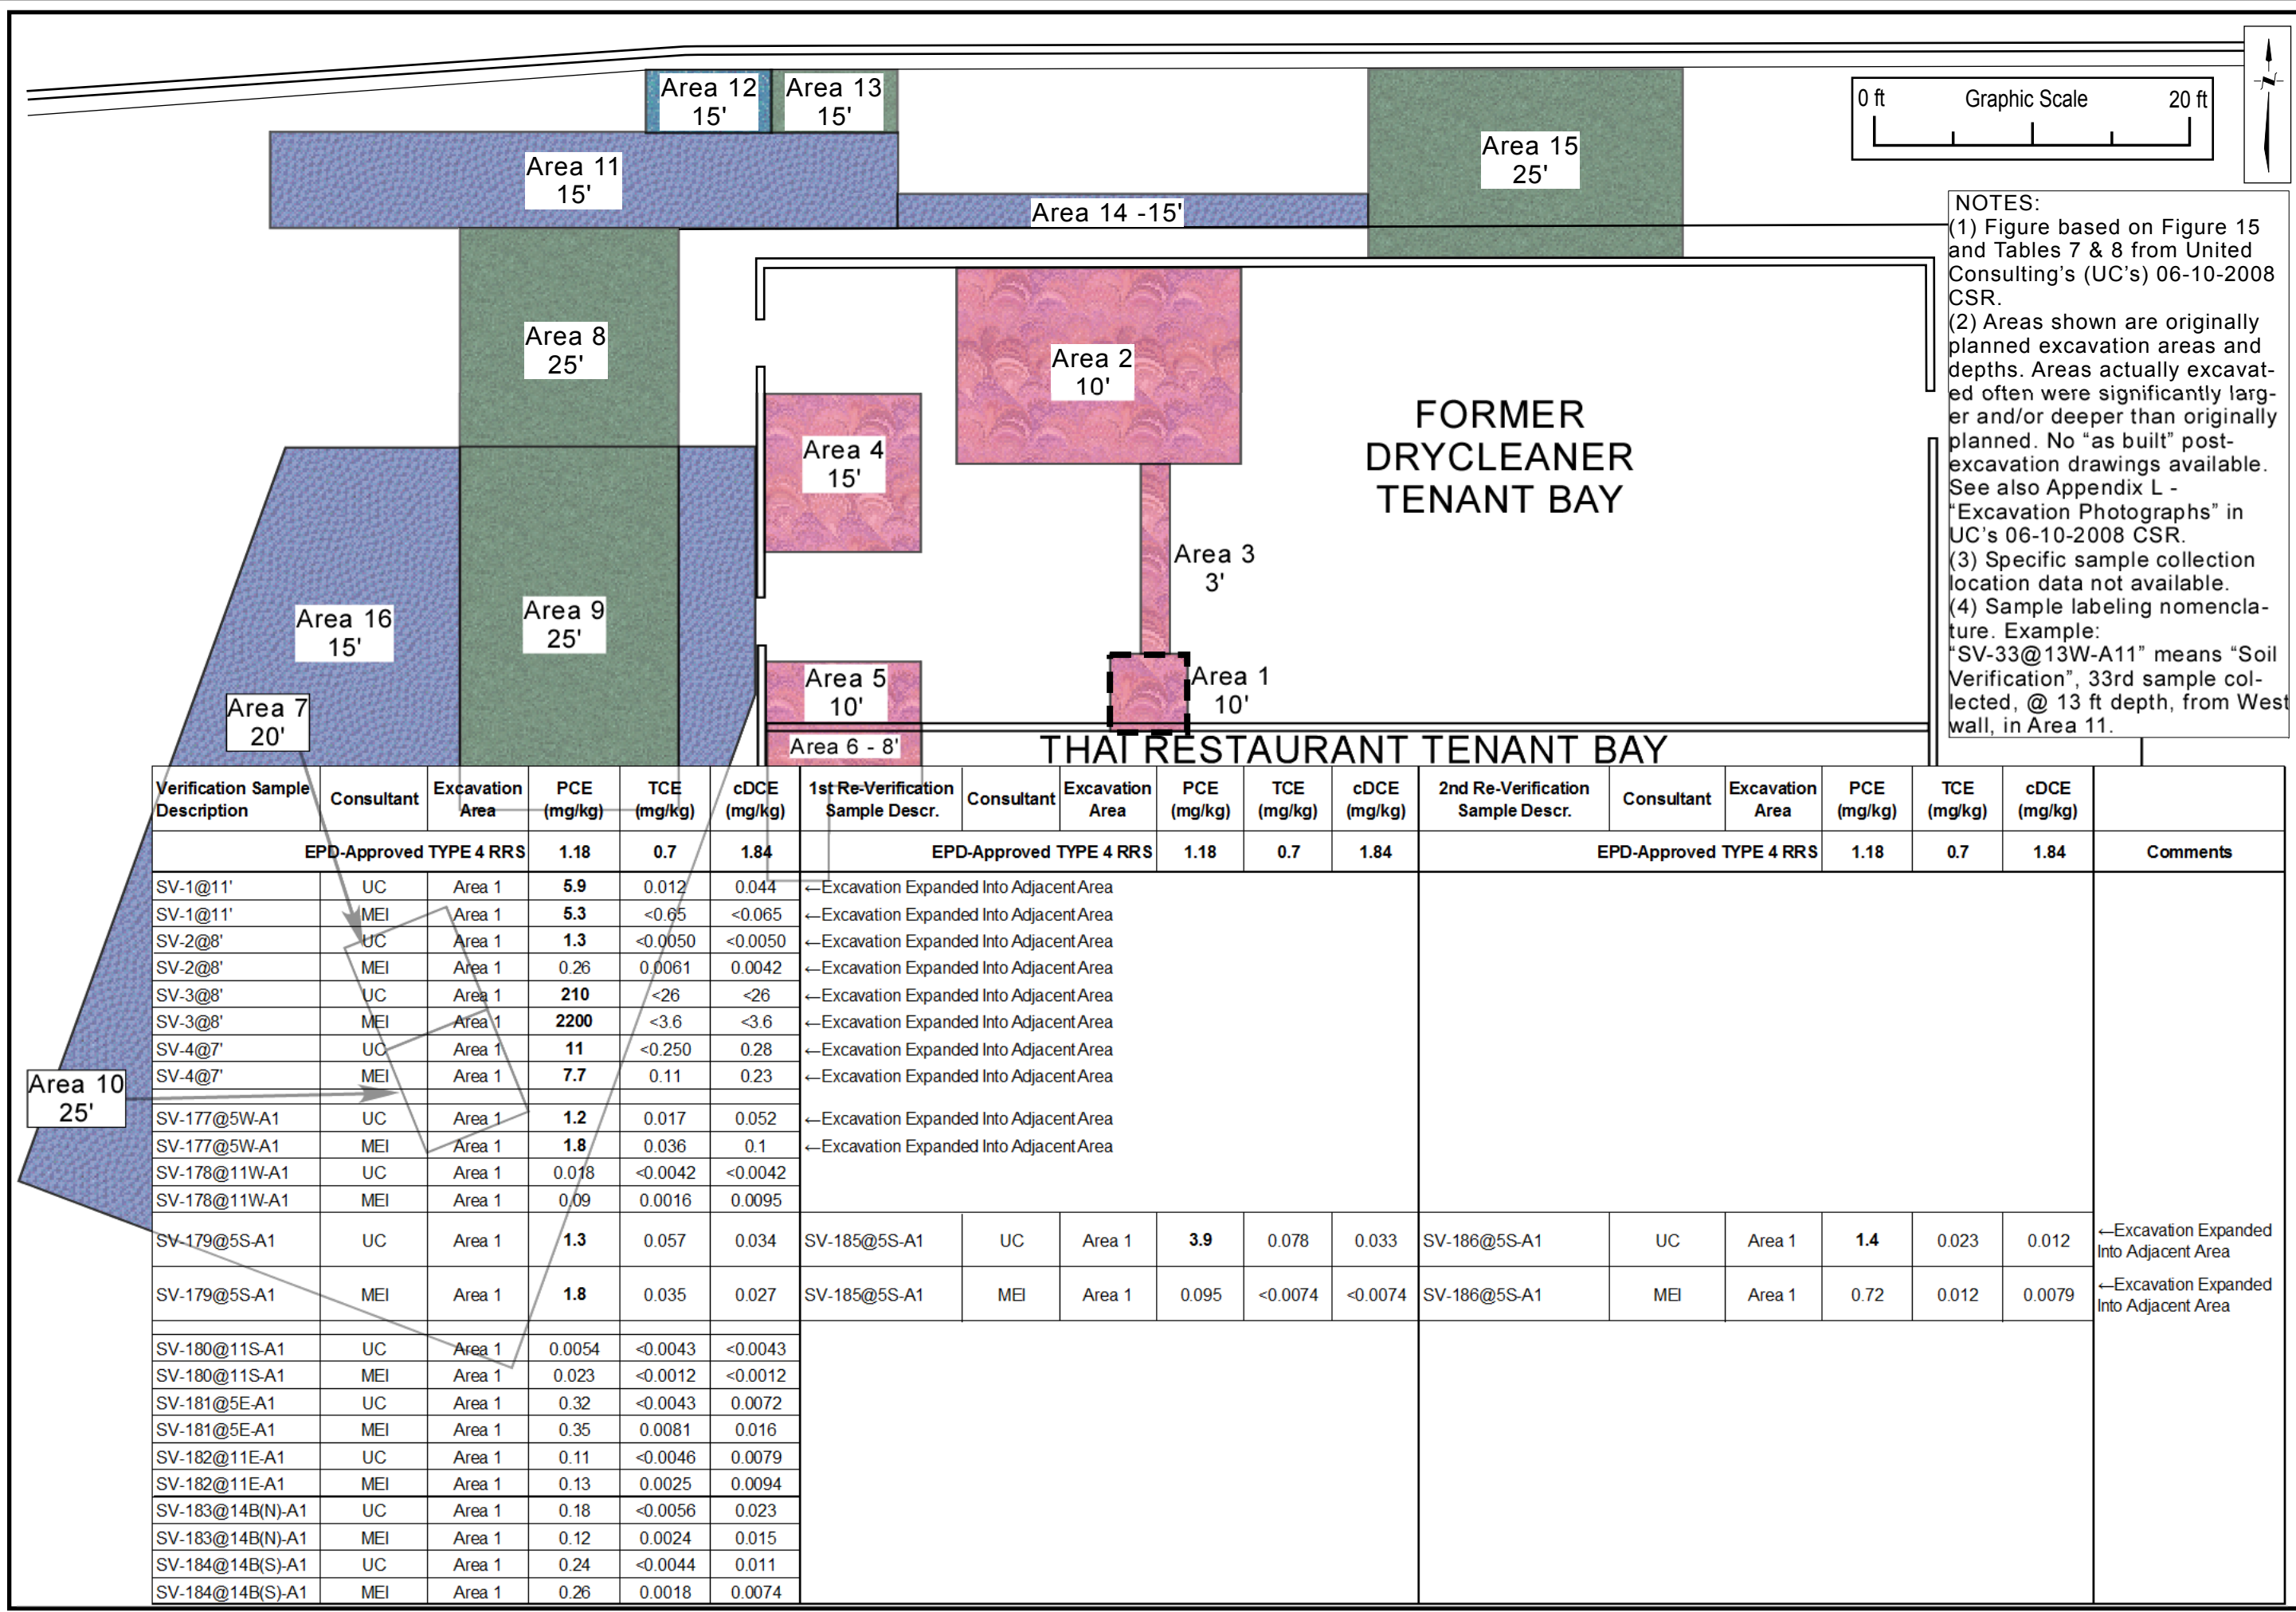 Area 12
15'
Area 13
15'
Area 11
15'
Area 14 -15'
Area 15
25'
0 ft Graphic Scale 20 ft
N
Area 8
25'
Area 2
10'
Area 4
15'
FORMER
DRYCLEANER
TENANT BAY
Area 3
3'
Area 16
15'
Area 9
25'
Area 5
10'
Area 1
10'
Area 7
20'
Area 6 - 8'
THAI RESTAURANT TENANT BAY
Area 10
25'
NOTES:
(1) Figure based on Figure 15
and Tables 7 & 8 from United
Consulting's (UC's) 06-10-2008
CSR.
(2) Areas shown are originally
planned excavation areas and
depths. Areas actually excavat-
ed often were significantly larg-
er and/or deeper than originally
planned. No "as built" post-
excavation drawings available.
See also Appendix L -
"Excavation Photographs" in
UC's 06-10-2008 CSR.
(3) Specific sample collection
location data not available.
(4) Sample labeling nomencla-
ture. Example:
"SV-33@13W-A11" means "Soil
Verification", 33rd sample col-
lected, @ 13 ft depth, from West
wall, in Area 11.
Verification Sample Description Consultant Excavation Area PCE (mg/kg) TCE (mg/kg) cDCE (mg/kg) 1st Re-Verification Sample Descr. Consultant Excavation Area PCE (mg/kg) TCE (mg/kg) cDCE (mg/kg) 2nd Re-Verification Sample Descr. Consultant Excavation Area PCE (mg/kg) TCE (mg/kg) cDCE (mg/kg)
EPD-Approved TYPE 4 RRS 1.18 0.7 1.84 EPD-Approved TYPE 4 RRS 1.18 0.7 1.84 EPD-Approved TYPE 4 RRS 1.18 0.7 1.84 Comments
SV-1@11' UC Area 1 5.9 0.012 0.044 ←Excavation Expanded Into Adjacent Area
SV-1@11' MEI Area 1 5.3 <0.65 <0.065 ←Excavation Expanded Into Adjacent Area
SV-2@8' UC Area 1 1.3 <0.0050 <0.0050 ←Excavation Expanded Into Adjacent Area
SV-2@8' MEI Area 1 0.26 0.0061 0.0042 ←Excavation Expanded Into Adjacent Area
SV-3@8' UC Area 1 210 <26 <26 ←Excavation Expanded Into Adjacent Area
SV-3@8' MEI Area 1 2200 <3.6 <3.6 ←Excavation Expanded Into Adjacent Area
SV-4@7' UC Area 1 11 <0.250 0.28 ←Excavation Expanded Into Adjacent Area
SV-4@7' MEI Area 1 7.7 0.11 0.23 ←Excavation Expanded Into Adjacent Area
SV-177@5W-A1 UC Area 1 1.2 0.017 0.052 ←Excavation Expanded Into Adjacent Area
SV-177@5W-A1 MEI Area 1 1.8 0.036 0.1 ←Excavation Expanded Into Adjacent Area
SV-178@11W-A1 UC Area 1 0.018 <0.0042 <0.0042
SV-178@11W-A1 MEI Area 1 0.09 0.0016 0.0095
SV-179@5S-A1 UC Area 1 1.3 0.057 0.034 SV-185@5S-A1 UC Area 1 3.9 0.078 0.033 SV-186@5S-A1 UC Area 1 1.4 0.023 0.012 ←Excavation Expanded Into Adjacent Area
SV-179@5S-A1 MEI Area 1 1.8 0.035 0.027 SV-185@5S-A1 MEI Area 1 0.095 <0.0074 <0.0074 SV-186@5S-A1 MEI Area 1 0.72 0.012 0.0079 ←Excavation Expanded Into Adjacent Area
SV-180@11S-A1 UC Area 1 0.0054 <0.0043 <0.0043
SV-180@11S-A1 MEI Area 1 0.023 <0.0012 <0.0012
SV-181@5E-A1 UC Area 1 0.32 <0.0043 0.0072
SV-181@5E-A1 MEI Area 1 0.35 0.0081 0.016
SV-182@11E-A1 UC Area 1 0.11 <0.0046 0.0079
SV-182@11E-A1 MEI Area 1 0.13 0.0025 0.0094
SV-183@14B(N)-A1 UC Area 1 0.18 <0.0056 0.023
SV-183@14B(N)-A1 MEI Area 1 0.12 0.0024 0.015
SV-184@14B(S)-A1 UC Area 1 0.24 <0.0044 0.011
SV-184@14B(S)-A1 MEI Area 1 0.26 0.0018 0.0074